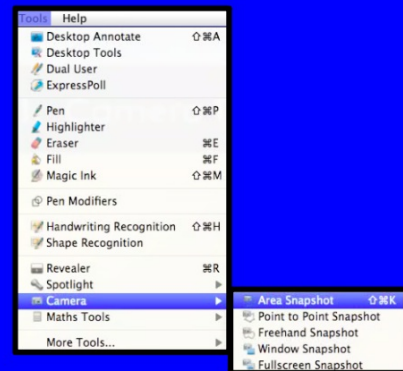 Tools Help
Desktop Annotate ⇧⌘A
Desktop Tools
Dual User
ExpressPoll
Pen ⇧⌘P
Highlighter
Eraser ⌘E
Fill ⌘F
Magic Ink ⇧⌘M
Pen Modifiers
Handwriting Recognition ⇧⌘H
Shape Recognition
Revealer ⌘R
Spotlight
Camera
Maths Tools
More Tools...
Area Snapshot ⇧⌘K
Point to Point Snapshot
Freehand Snapshot
Window Snapshot
Fullscreen Snapshot